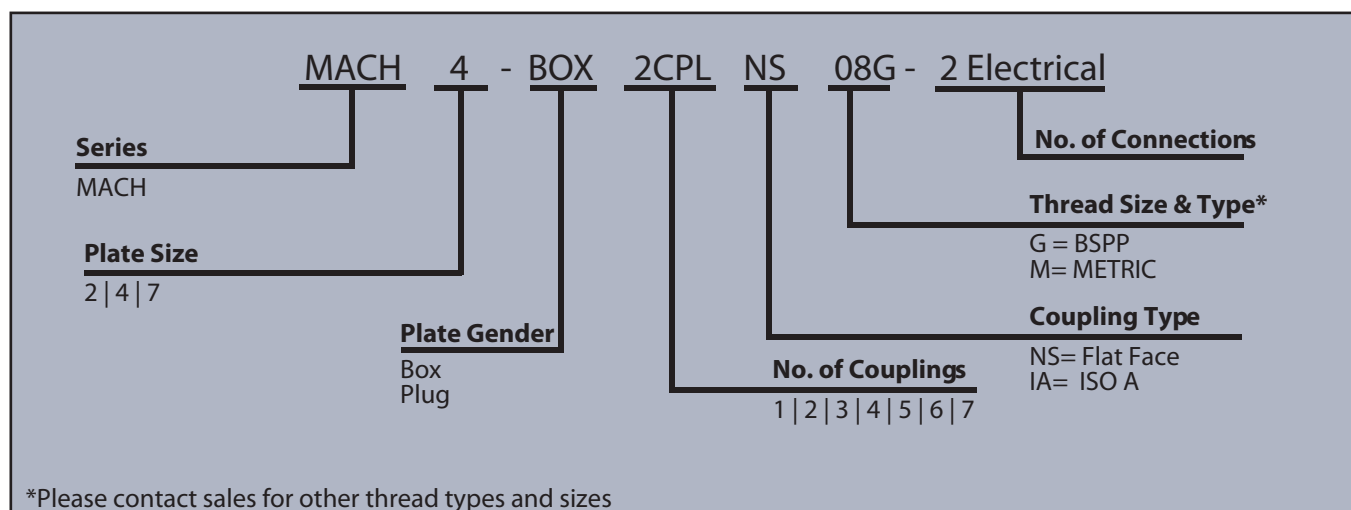 MACH 4 - BOX 2CPL NS 08G - 2 Electrical
Series
MACH
Plate Size
2 | 4 | 7
Plate Gender
Box
Plug
No. of Couplings
1 | 2 | 3 | 4 | 5 | 6 | 7
No. of Connections
Thread Size & Type*
G = BSPP
M= METRIC
Coupling Type
NS= Flat Face
IA= ISO A
*Please contact sales for other thread types and sizes